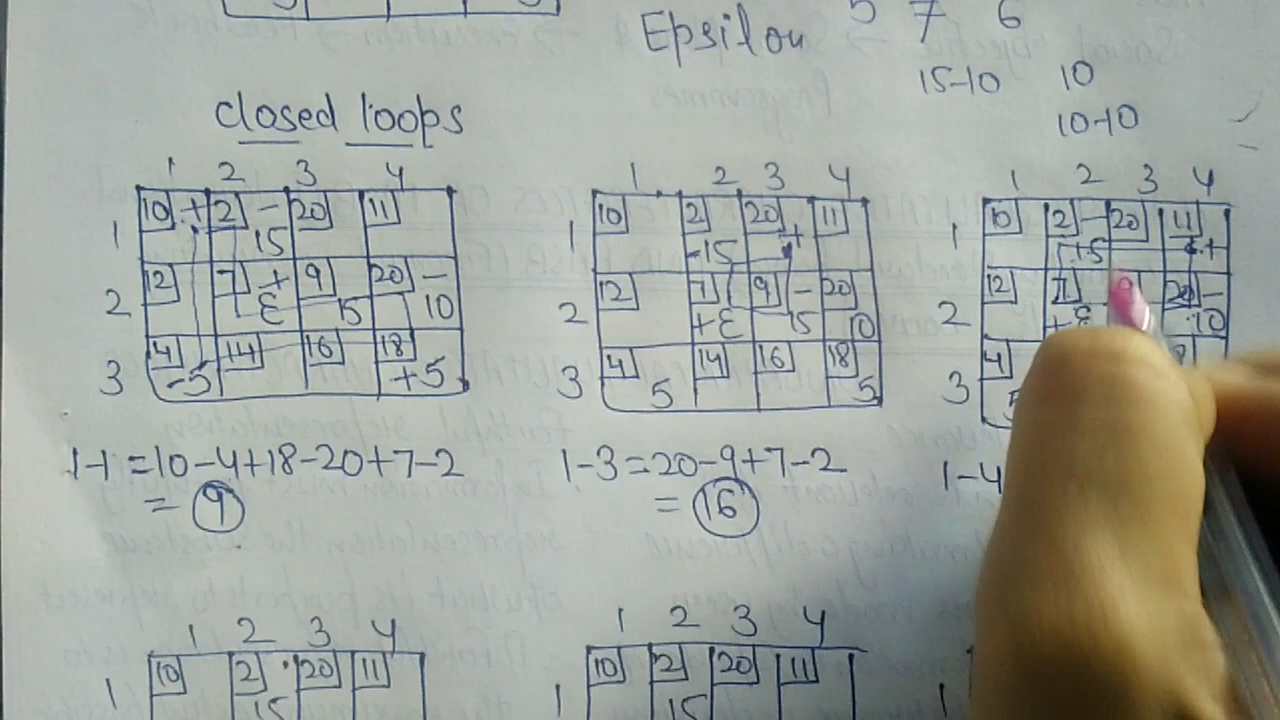 Epsilon
5 7 6
15-10 10
10-10
closed loops
1 2 3 4
1 10 + 2 - 20 11
15
2 12 7 + 9 20 -
ε 15 10
3 4 14 16 18
-5 +5
1-1 = 10-4+18-20+7-2
= 9
1 2 3 4
1 10 2 20 + 11
-15
2 12 7 9 - 20
+ε 15 10
3 4 14 16 18
5 5
1-3 = 20-9+7-2
= 16
1 2 3 4
1 10 2 - 20 11
+
2 12 7 20 -
+ε 10
3 4
1-4
1 2 3 4
1 10 2 20 11
15
1 2 3 4
1 10 2 20 11
15
1